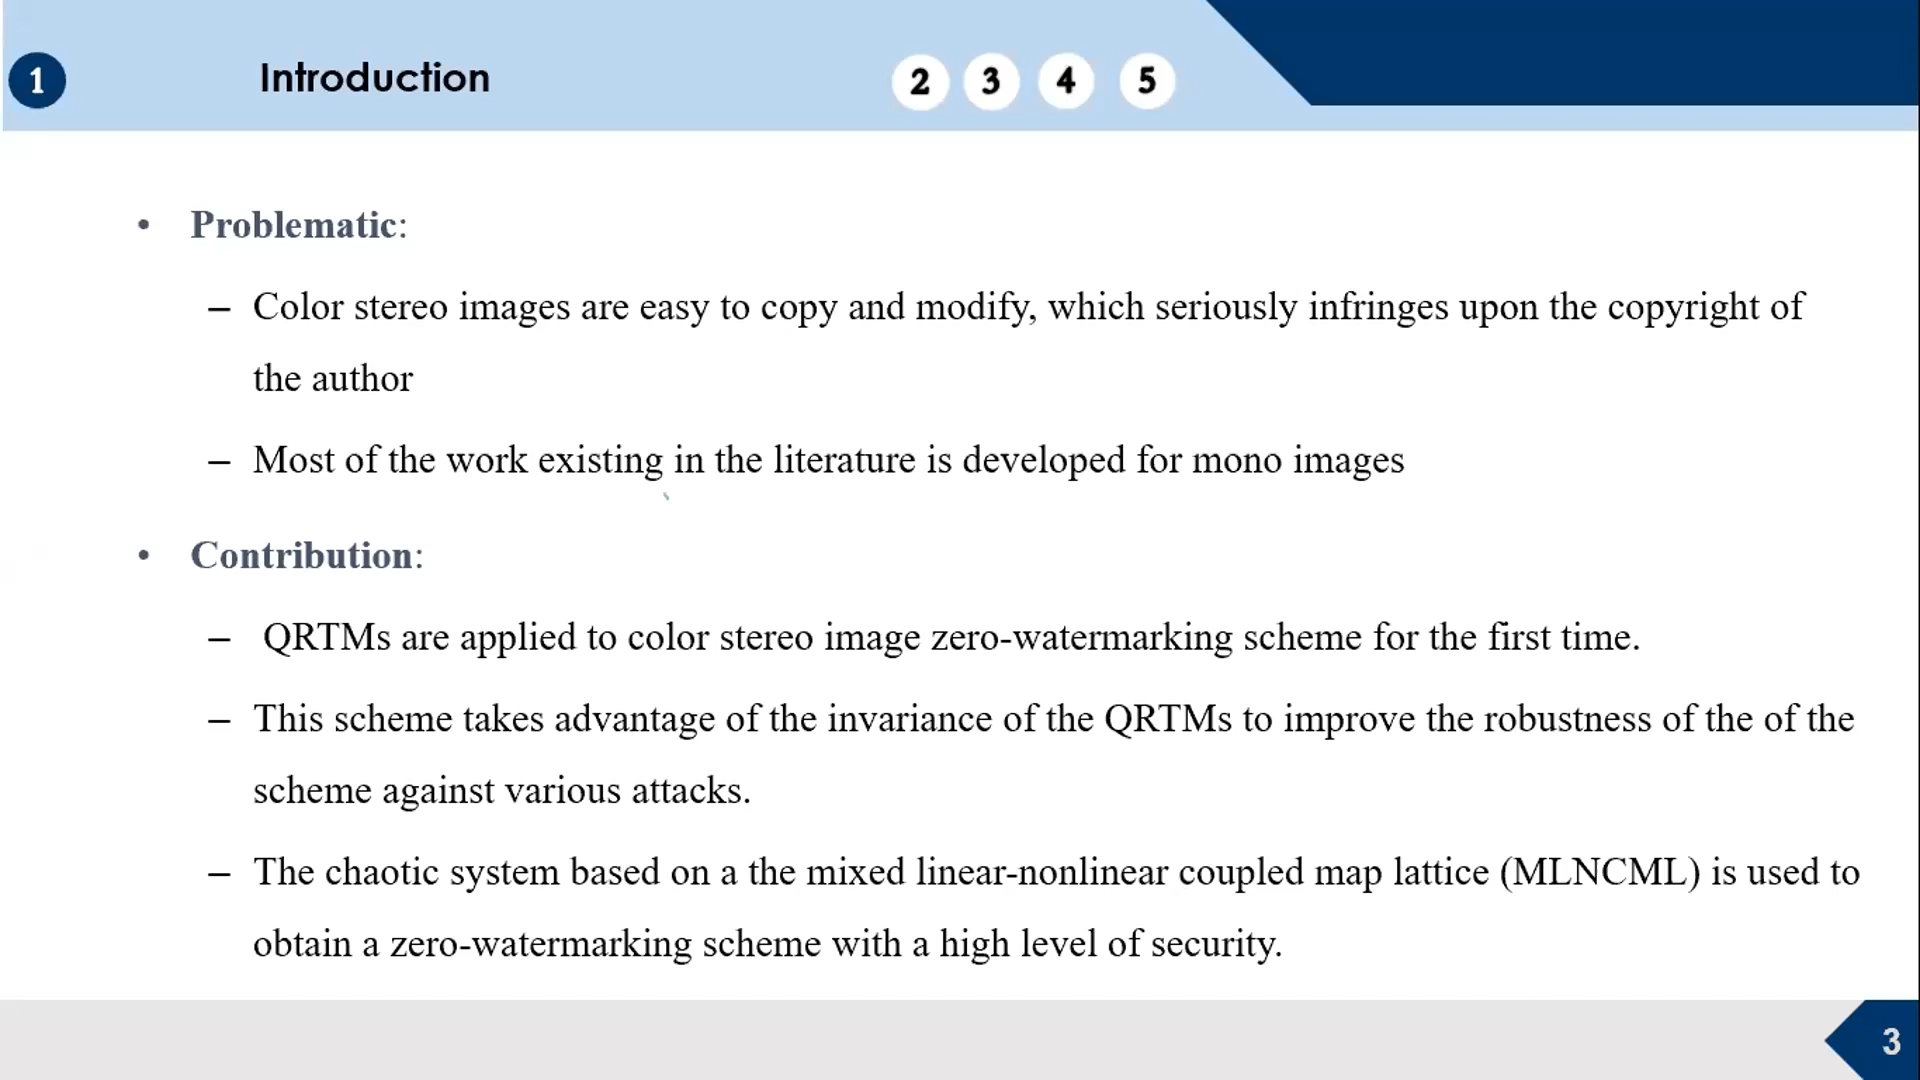 1 Introduction 2 3 4 5
• Problematic:
– Color stereo images are easy to copy and modify, which seriously infringes upon the copyright of
the author
– Most of the work existing in the literature is developed for mono images
• Contribution:
– QRTMs are applied to color stereo image zero-watermarking scheme for the first time.
– This scheme takes advantage of the invariance of the QRTMs to improve the robustness of the of the
scheme against various attacks.
– The chaotic system based on a the mixed linear-nonlinear coupled map lattice (MLNCML) is used to
obtain a zero-watermarking scheme with a high level of security.
3